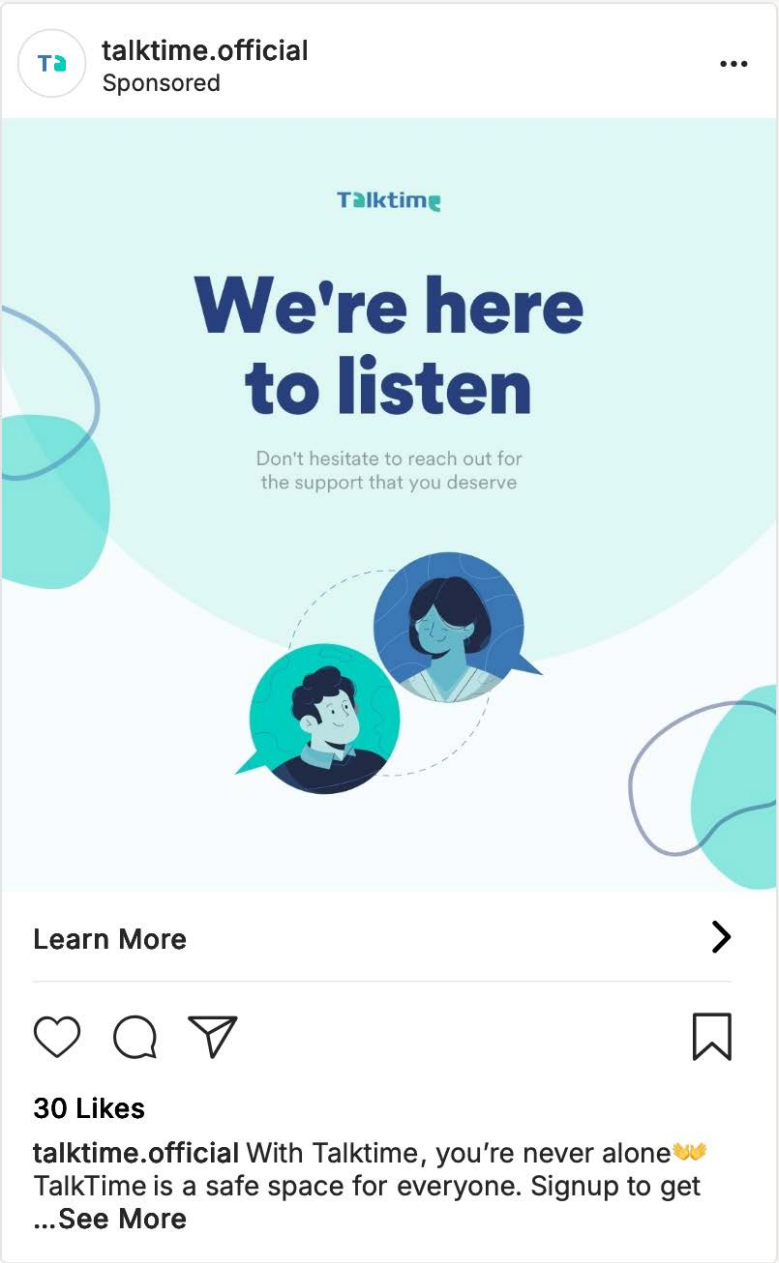 Ta
talktime.official
Sponsored
Talktime
We're here
to listen
Don't hesitate to reach out for
the support that you deserve
Learn More
30 Likes
talktime.official With Talktime, you’re never alone👐
TalkTime is a safe space for everyone. Signup to get
...See More